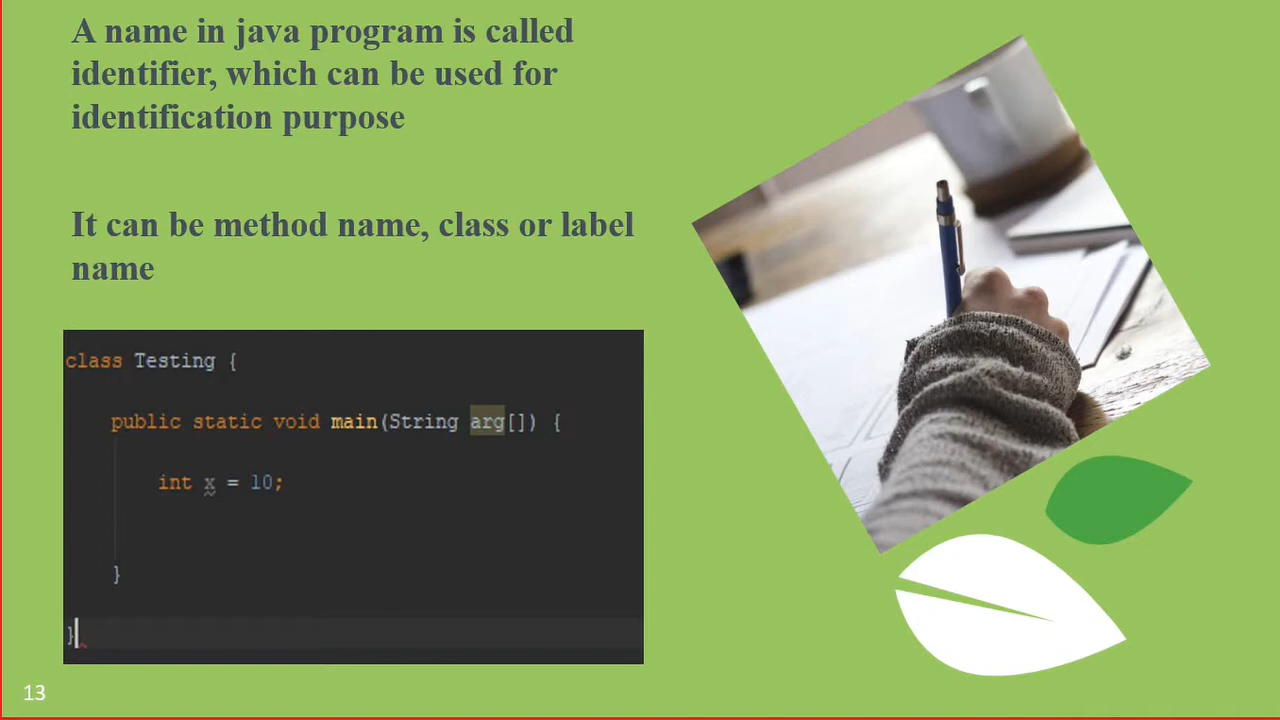 A name in java program is called
identifier, which can be used for
identification purpose
It can be method name, class or label
name
class Testing {
public static void main(String arg[]) {
int x = 10;
}
}
13